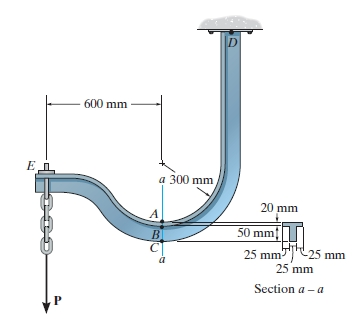 D
600 mm
E
a 300 mm
A
20 mm
B
50 mm
C
a
25 mm
25 mm
25 mm
Section a – a
P